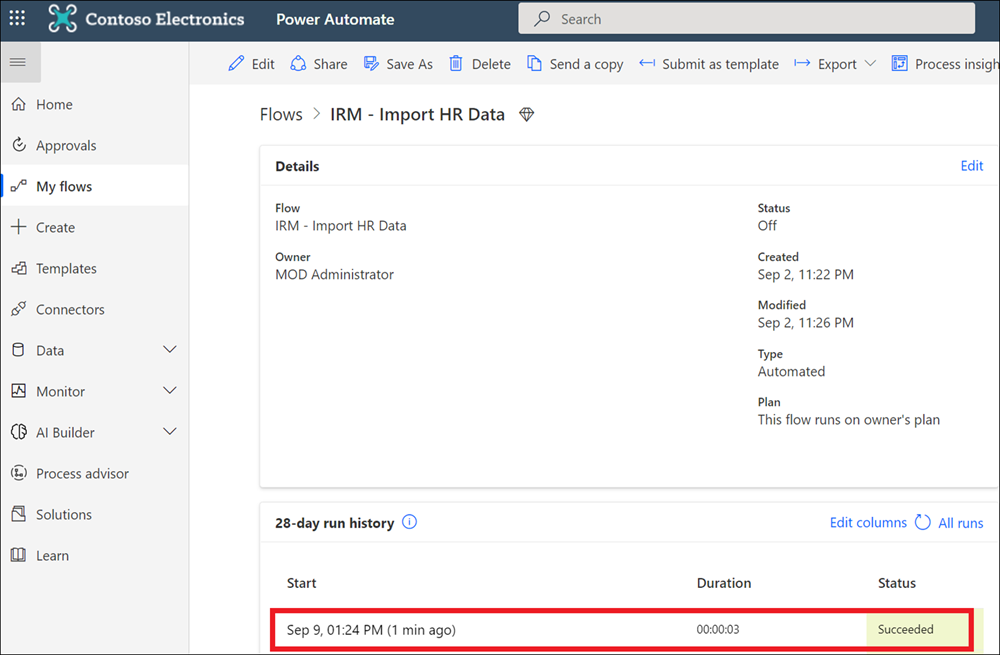 Contoso Electronics
Power Automate
Search
Edit
Share
Save As
Delete
Send a copy
Submit as template
Export
Process insigh
Home
Approvals
My flows
Create
Templates
Connectors
Data
Monitor
AI Builder
Process advisor
Solutions
Learn
Flows > IRM - Import HR Data
Details
Edit
Flow
IRM - Import HR Data
Owner
MOD Administrator
Status
Off
Created
Sep 2, 11:22 PM
Modified
Sep 2, 11:26 PM
Type
Automated
Plan
This flow runs on owner's plan
28-day run history
Edit columns
All runs
Start Duration Status
Sep 9, 01:24 PM (1 min ago) 00:00:03 Succeeded